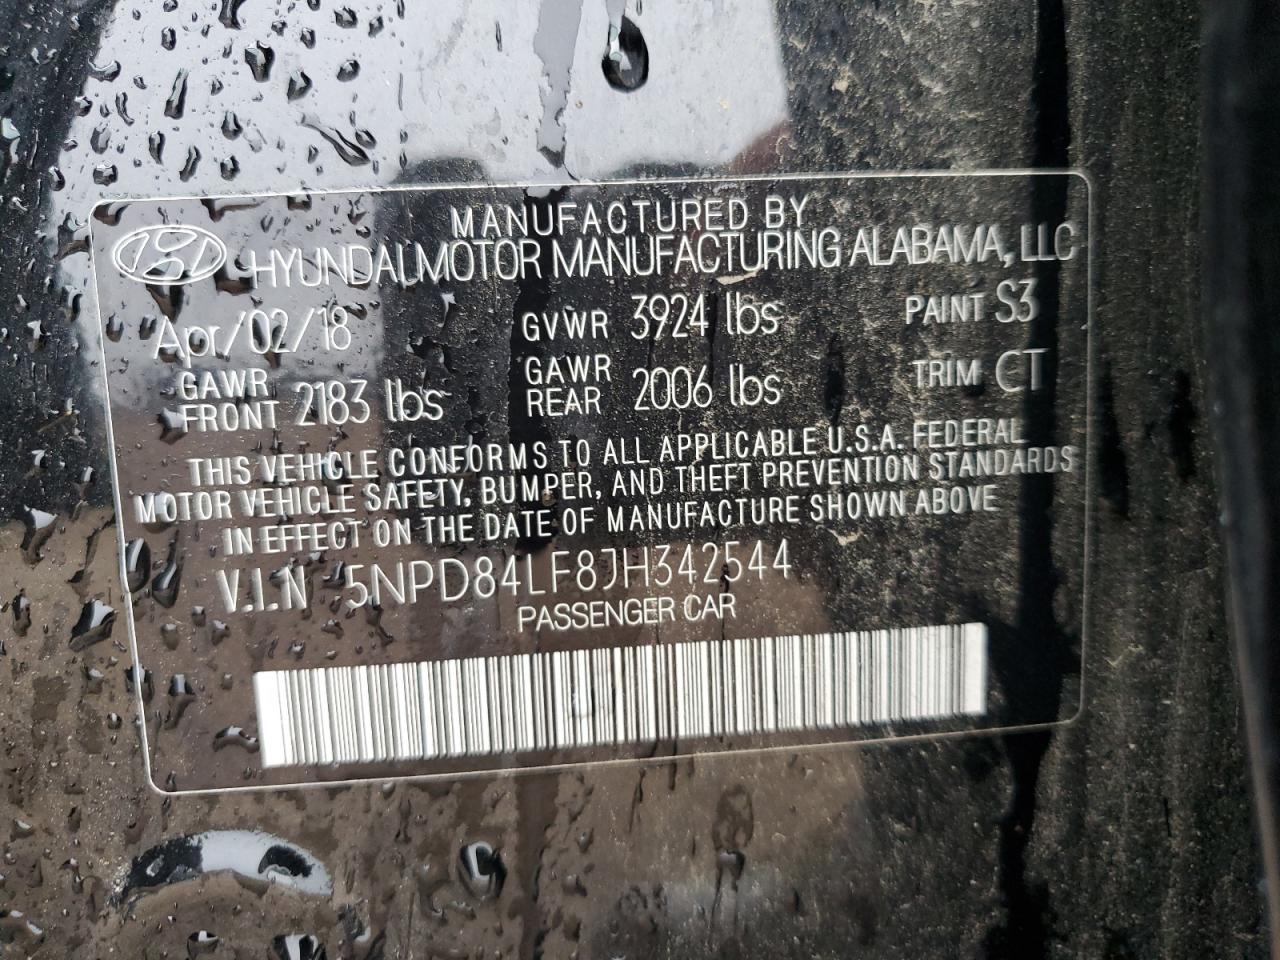 MANUFACTURED BY
HYUNDAI MOTOR MANUFACTURING ALABAMA, LLC
Apr/02/18 GVWR 3924 lbs PAINT S3
GAWR FRONT 2183 lbs GAWR REAR 2006 lbs TRIM CT
THIS VEHICLE CONFORMS TO ALL APPLICABLE U.S.A. FEDERAL
MOTOR VEHICLE SAFETY, BUMPER, AND THEFT PREVENTION STANDARDS
IN EFFECT ON THE DATE OF MANUFACTURE SHOWN ABOVE
V.I.N 5NPD84LF8JH342544
PASSENGER CAR